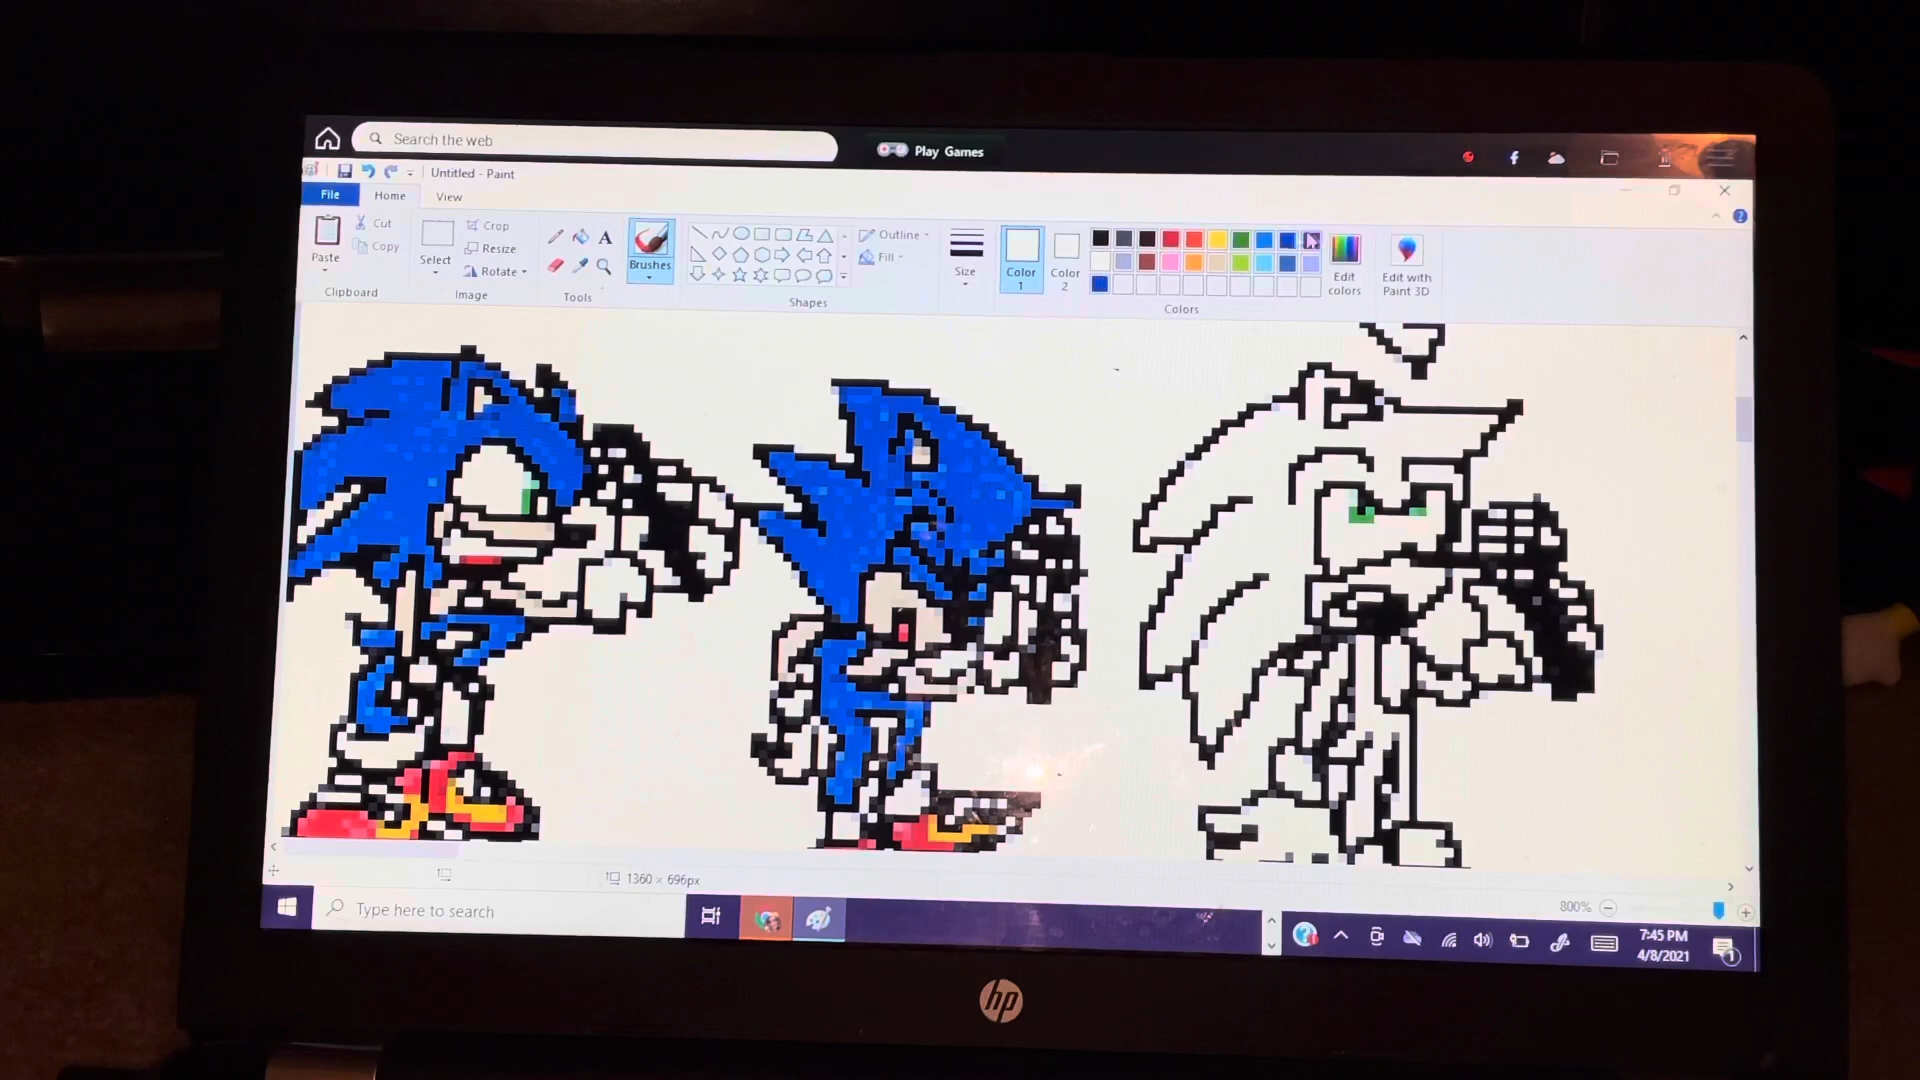 Search the web
Play Games
Untitled - Paint
File Home View
Paste
Cut
Copy
Clipboard
Select
Crop
Resize
Rotate
Image
A
Tools
Brushes
Shapes
Outline
Fill
Size
Color 1
Color 2
Edit colors
Edit with Paint 3D
Colors
1360 × 696px
800%
Type here to search
7:45 PM
4/8/2021
1
hp